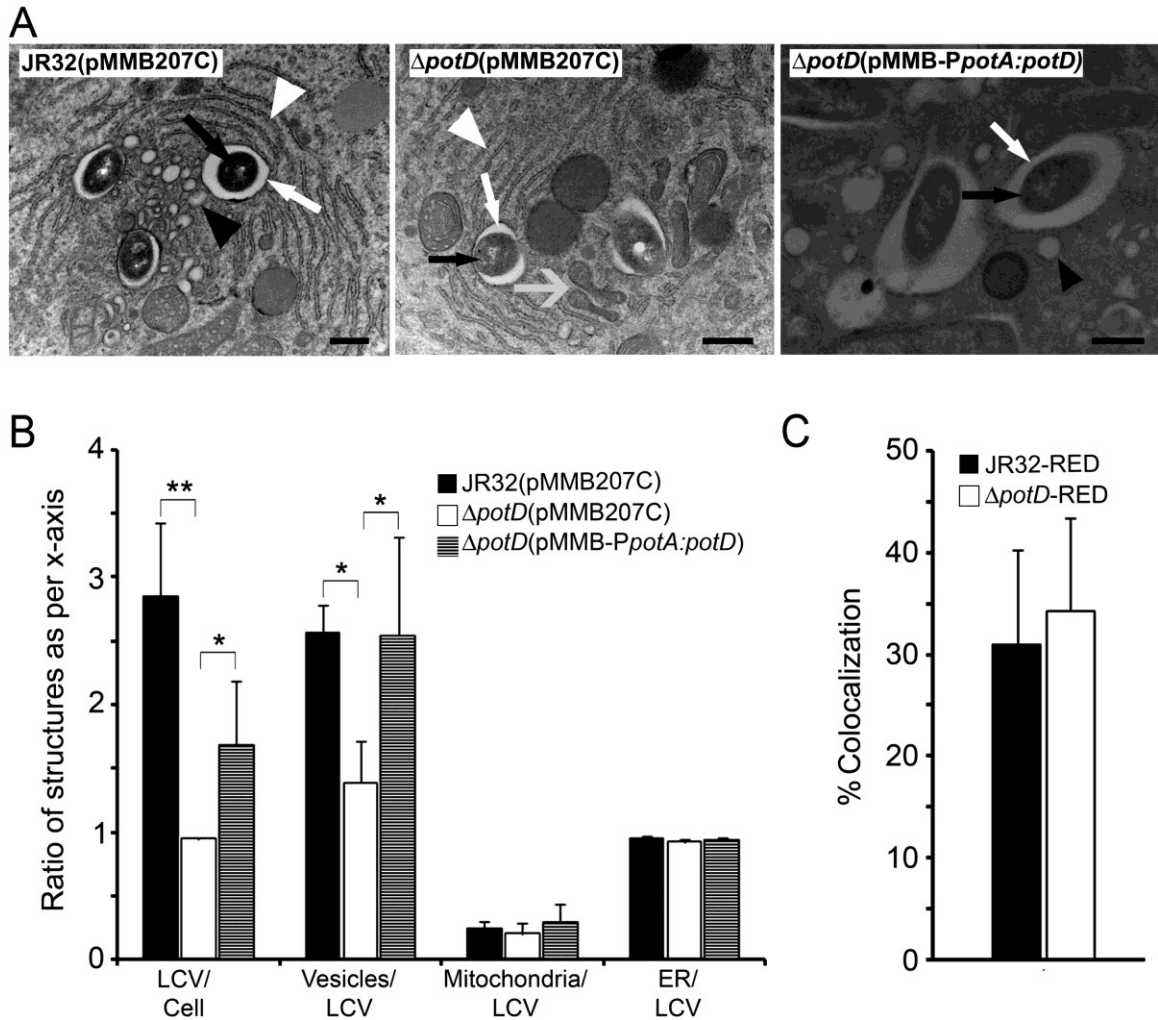 A
JR32(pMMB207C)
ΔpotD(pMMB207C)
ΔpotD(pMMB-PpotA:potD)
B
Ratio of structures as per x-axis
4
3
2
1
0
**
*
*
*
JR32(pMMB207C)
ΔpotD(pMMB207C)
ΔpotD(pMMB-PpotA:potD)
LCV/
Cell
Vesicles/
LCV
Mitochondria/
LCV
ER/
LCV
C
% Colocalization
50
40
30
20
10
0
JR32-RED
ΔpotD-RED